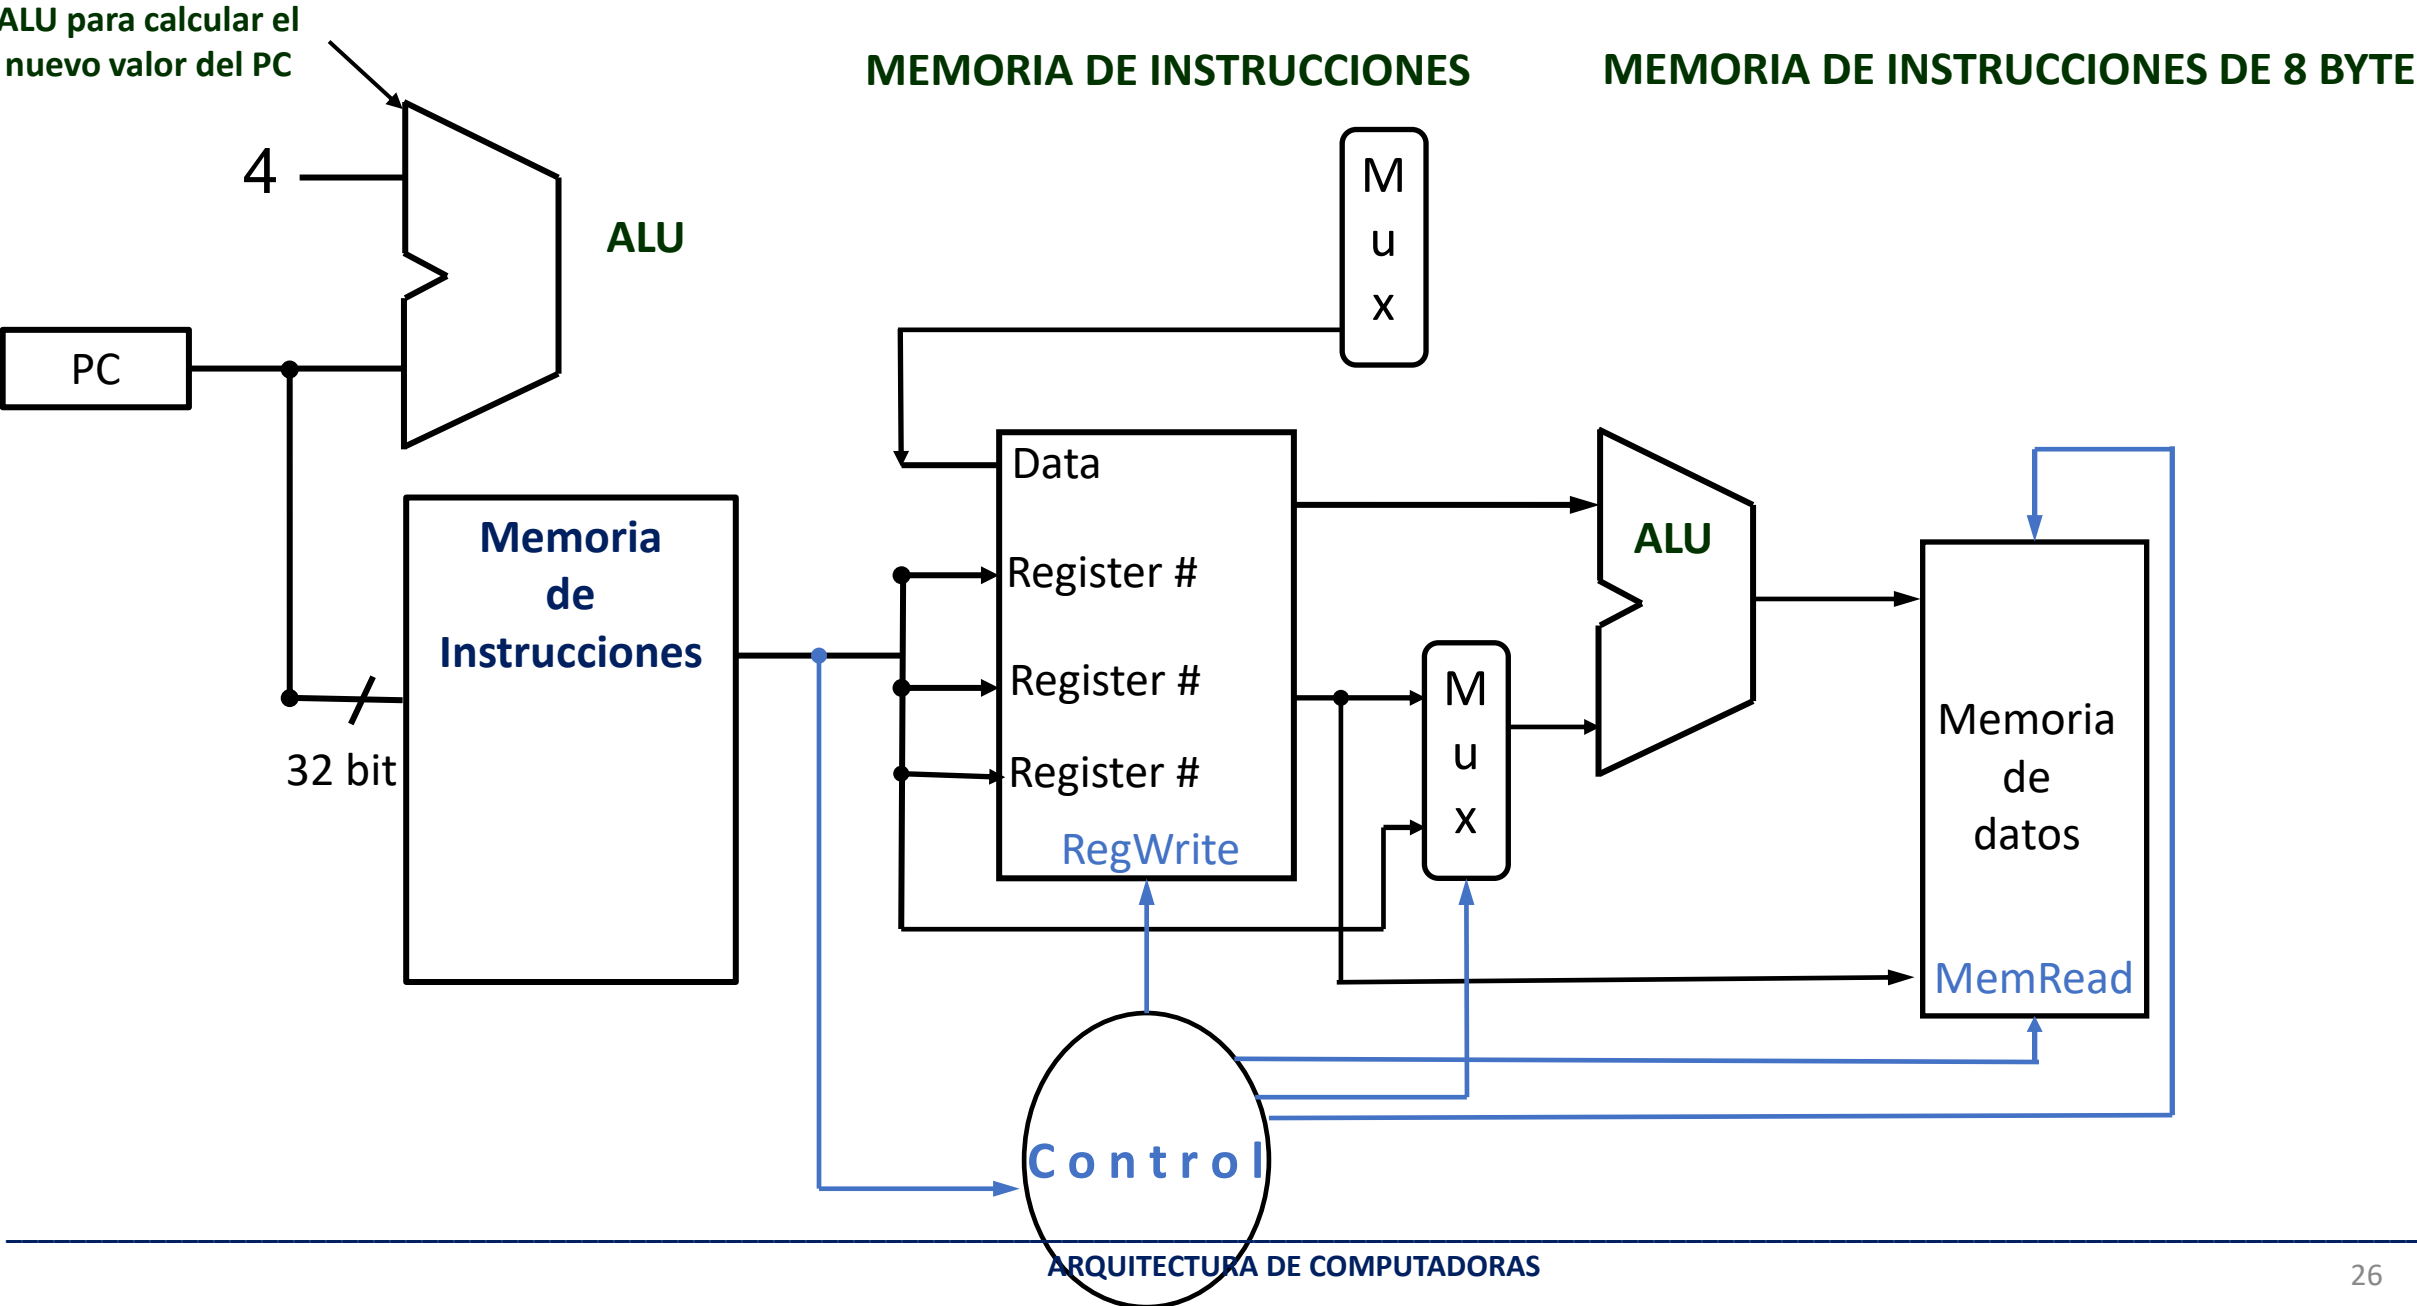 ALU para calcular el
nuevo valor del PC
MEMORIA DE INSTRUCCIONES
MEMORIA DE INSTRUCCIONES DE 8 BYTE
4
ALU
M
u
x
PC
Data
Register #
Register #
Register #
RegWrite
Memoria
de
Instrucciones
32 bit
ALU
M
u
x
Memoria
de
datos
MemRead
Control
ARQUITECTURA DE COMPUTADORAS
26